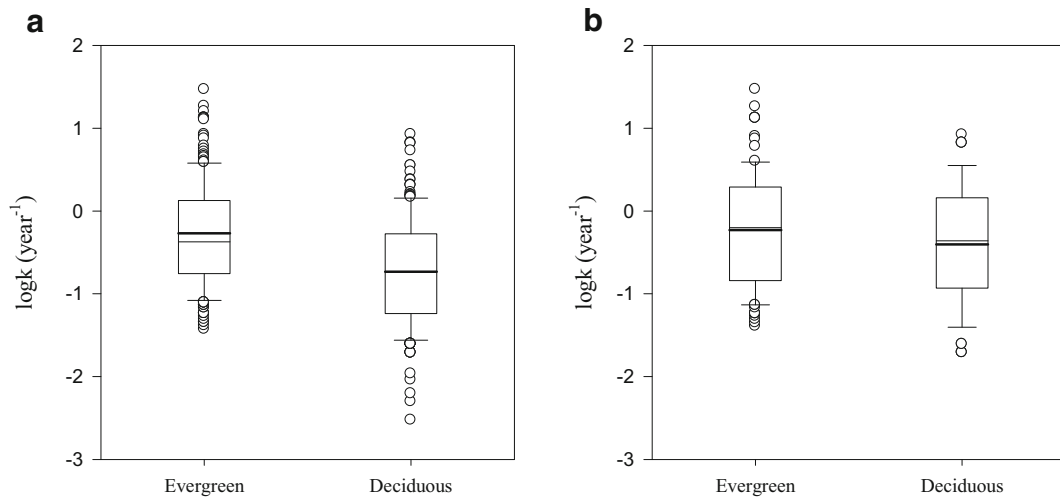 a
2
1
0
-1
-2
-3
logk (year⁻¹)
Evergreen
Deciduous
b
2
1
0
-1
-2
-3
logk (year⁻¹)
Evergreen
Deciduous